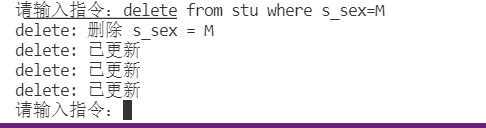 请输入指令：delete from stu where s_sex=M
delete: 删除 s_sex = M
delete: 已更新
delete: 已更新
delete: 已更新
请输入指令：